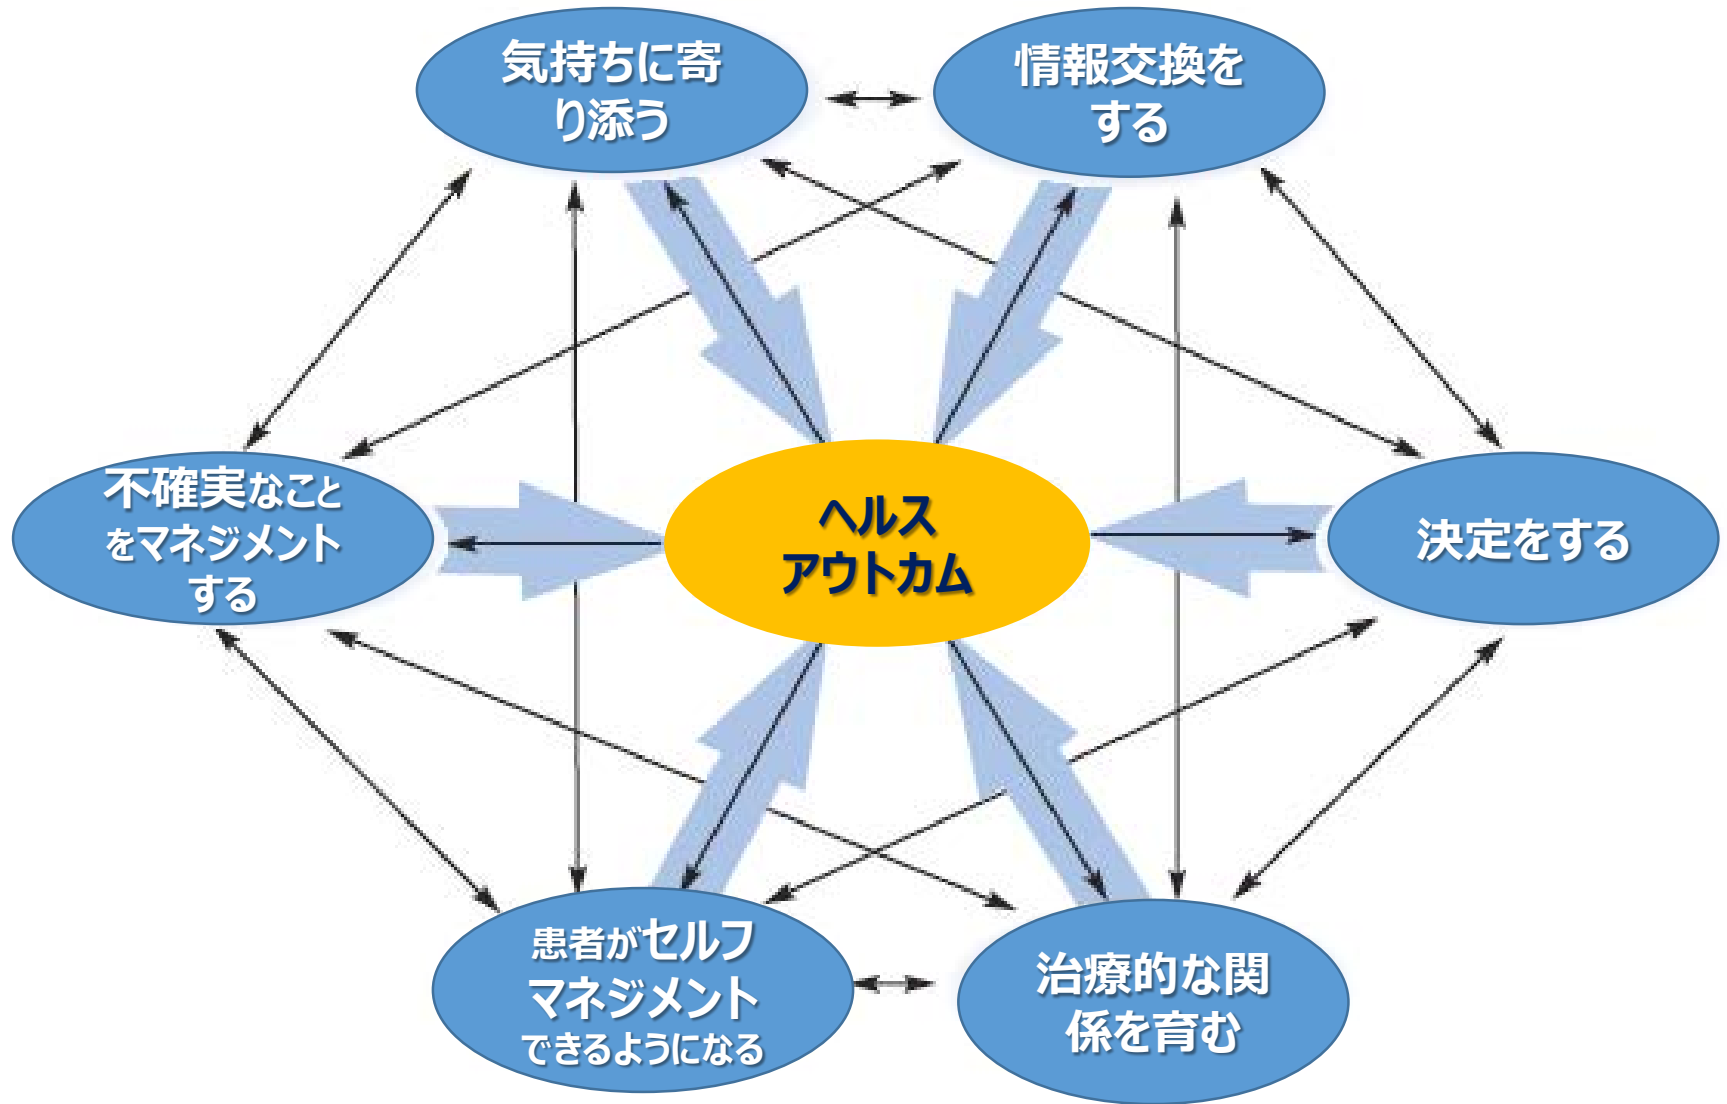 気持ちに寄
り添う
情報交換を
する
不確実なこと
をマネジメント
する
ヘルス
アウトカム
決定をする
患者がセルフ
マネジメント
できるようになる
治療的な関
係を育む